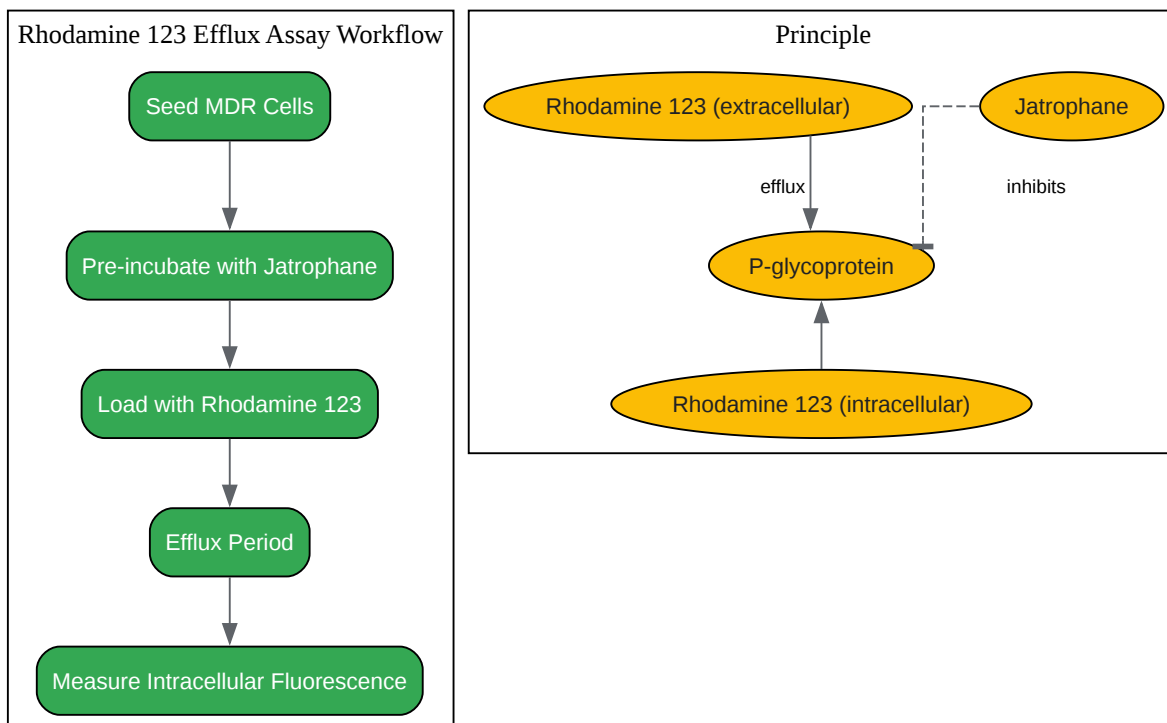 Rhodamine 123 Efflux Assay Workflow
Seed MDR Cells
Pre-incubate with Jatrophane
Load with Rhodamine 123
Efflux Period
Measure Intracellular Fluorescence
Principle
Rhodamine 123 (extracellular)
Jatrophane
efflux
inhibits
P-glycoprotein
Rhodamine 123 (intracellular)